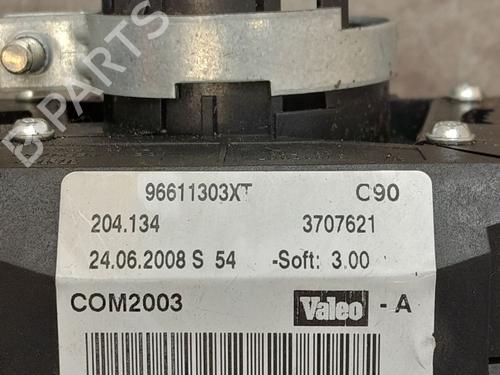 B-PARTS
96611303XT C90
204.134 3707621
24.06.2008 S 54 -Soft: 3.00
COM2003 Valeo - A